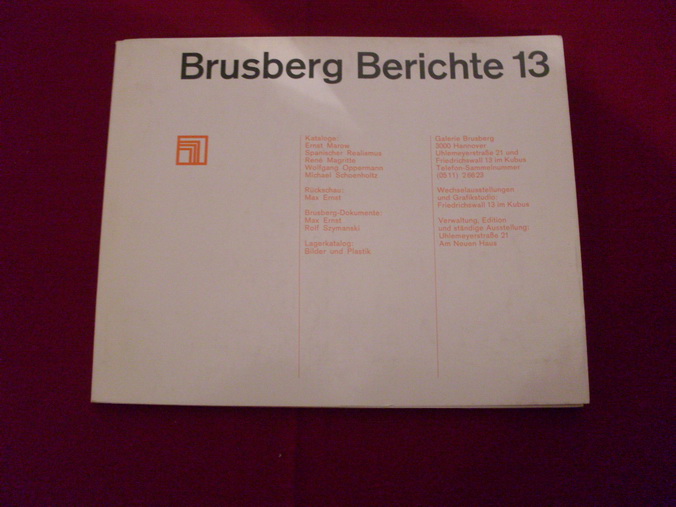 Brusberg Berichte 13
Kataloge:
Ernst Marow
Spanischer Realismus
René Magritte
Wolfgang Oppermann
Michael Schoenholtz
Rückschau:
Max Ernst
Brusberg-Dokumente:
Max Ernst
Rolf Szymanski
Lagerkatalog:
Bilder und Plastik
Galerie Brusberg
3000 Hannover
Uhlemeyerstraße 21 und
Friedrichswall 13 im Kubus
Telefon-Sammelnummer
(05 11)
Wechselausstellungen
und Grafikstudio:
Friedrichswall 13 im Kubus
Verwaltung, Edition
und ständige Ausstellung:
Uhlemeyerstraße 21
Am Neuen Haus